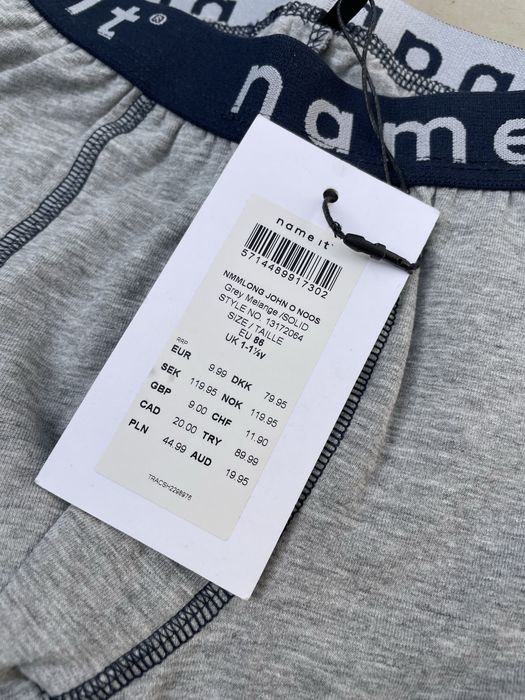 me it®
name
name it
5714489917302
NMMLONG JOHN O NOOS
Grey Melange /SOLID
STYLE NO. 13172064
SIZE / TAILLE
EU 86
UK 1-1½Y
RRP
EUR 9.99 DKK 79.95
SEK 119.95 NOK 119.95
GBP 9.00 CHF 11.90
CAD 20.00 TRY 89.99
PLN 44.99 AUD 19.95
TRACSH2298976